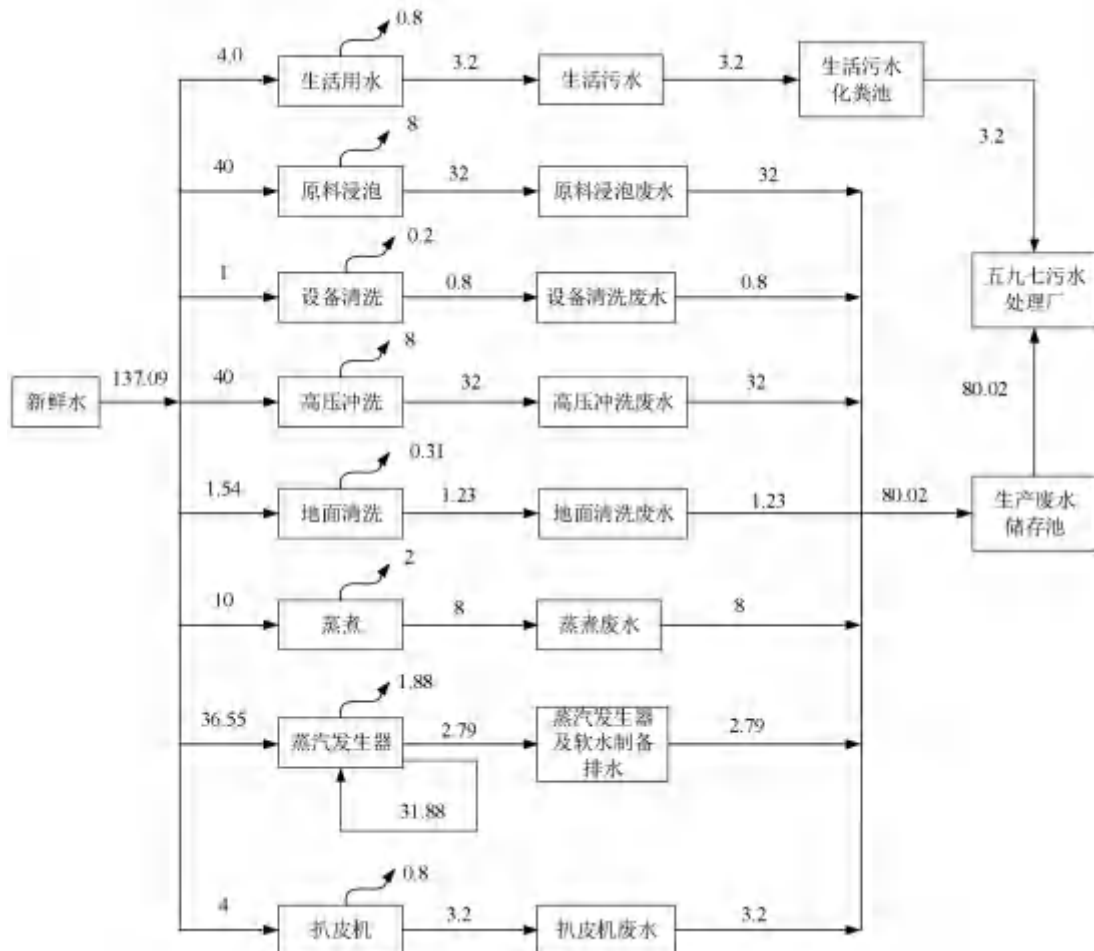 0.8
4.0
生活用水
3.2
生活污水
3.2
生活污水
化粪池
3.2
8
40
原料浸泡
32
原料浸泡废水
32
0.2
1
设备清洗
0.8
设备清洗废水
0.8
五九七污水
处理厂
8
新鲜水
137.09
40
高压冲洗
32
高压冲洗废水
32
80.02
0.31
1.54
地面清洗
1.23
地面清洗废水
1.23
80.02
生产废水
储存池
2
10
蒸煮
8
蒸煮废水
8
1.88
36.55
蒸汽发生器
2.79
蒸汽发生器
及软水制备
排水
2.79
31.88
0.8
4
扒皮机
3.2
扒皮机废水
3.2